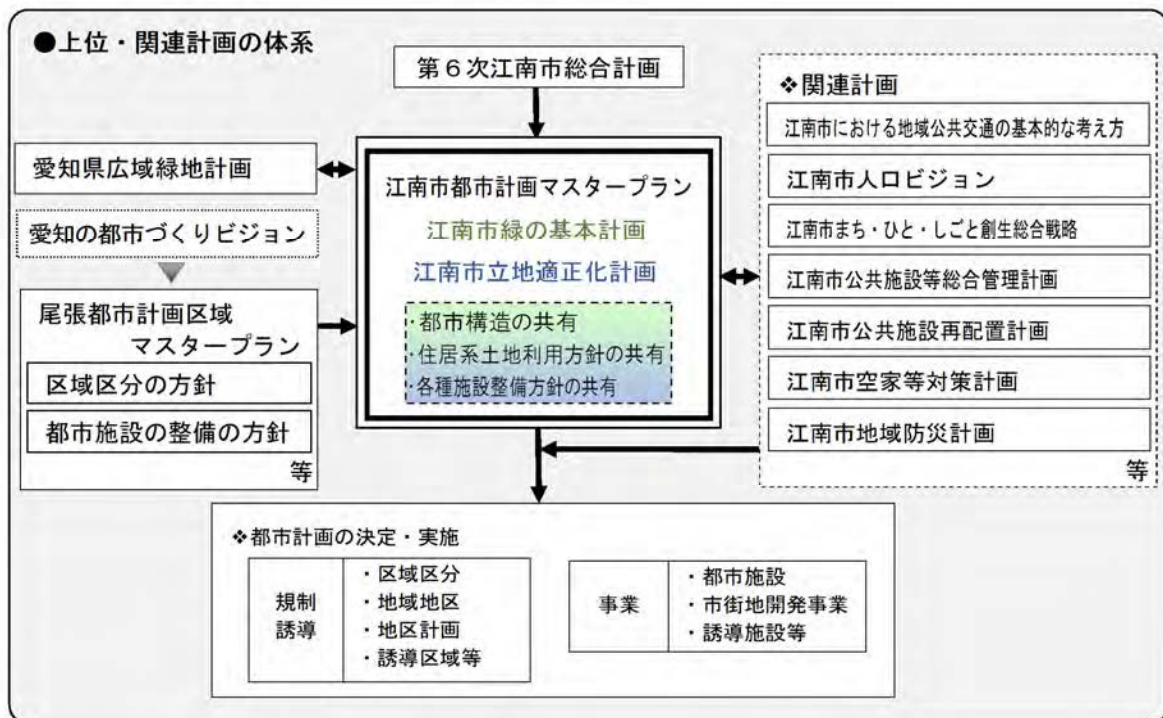 ●上位・関連計画の体系
第６次江南市総合計画
愛知県広域緑地計画
愛知の都市づくりビジョン
尾張都市計画区域
マスタープラン
区域区分の方針
都市施設の整備の方針
等
江南市都市計画マスタープラン
江南市緑の基本計画
江南市立地適正化計画
・都市構造の共有
・住居系土地利用方針の共有
・各種施設整備方針の共有
❖関連計画
江南市における地域公共交通の基本的な考え方
江南市人口ビジョン
江南市まち・ひと・しごと創生総合戦略
江南市公共施設等総合管理計画
江南市公共施設再配置計画
江南市空家等対策計画
江南市地域防災計画
等
❖都市計画の決定・実施
規制
誘導
・区域区分
・地域地区
・地区計画
・誘導区域等
事業
・都市施設
・市街地開発事業
・誘導施設等